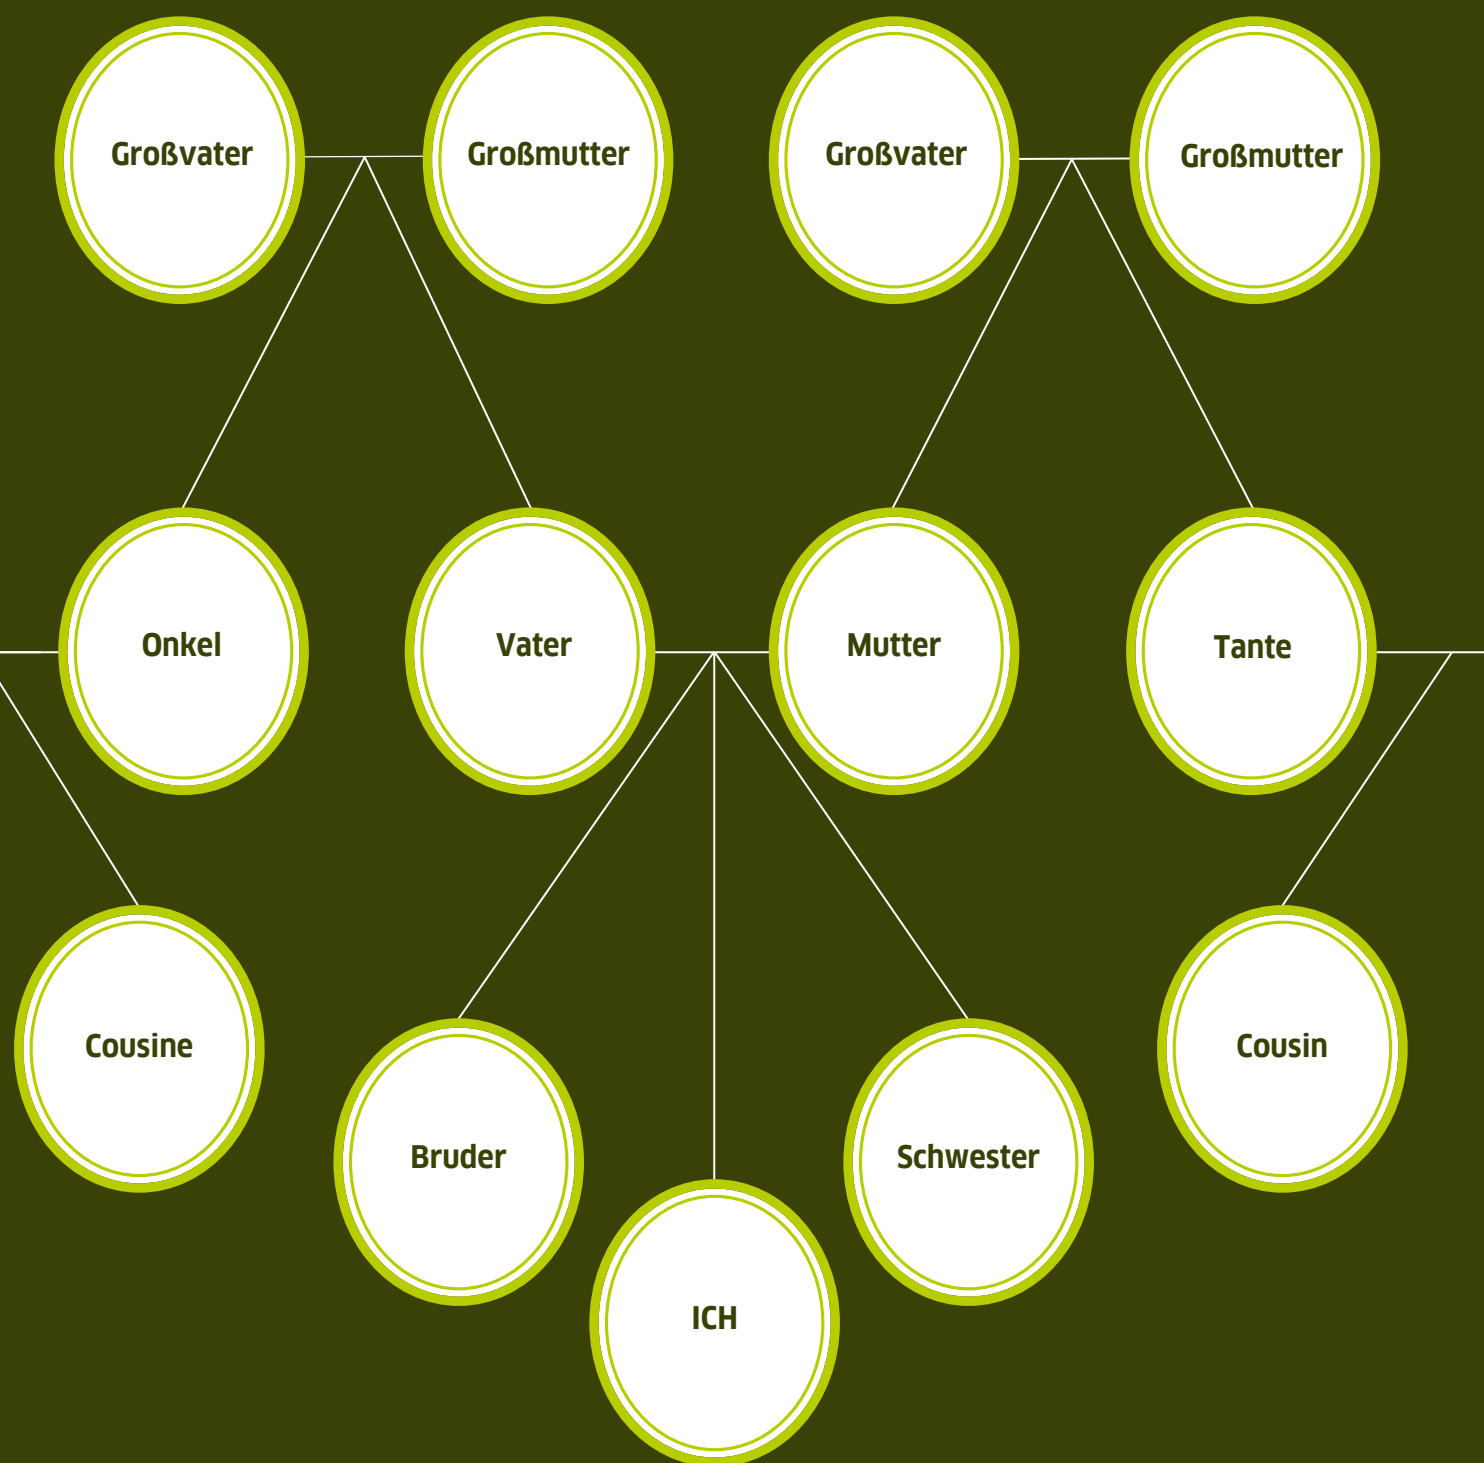 Großvater
Großmutter
Großvater
Großmutter
Onkel
Vater
Mutter
Tante
Cousine
Cousin
Bruder
Schwester
ICH